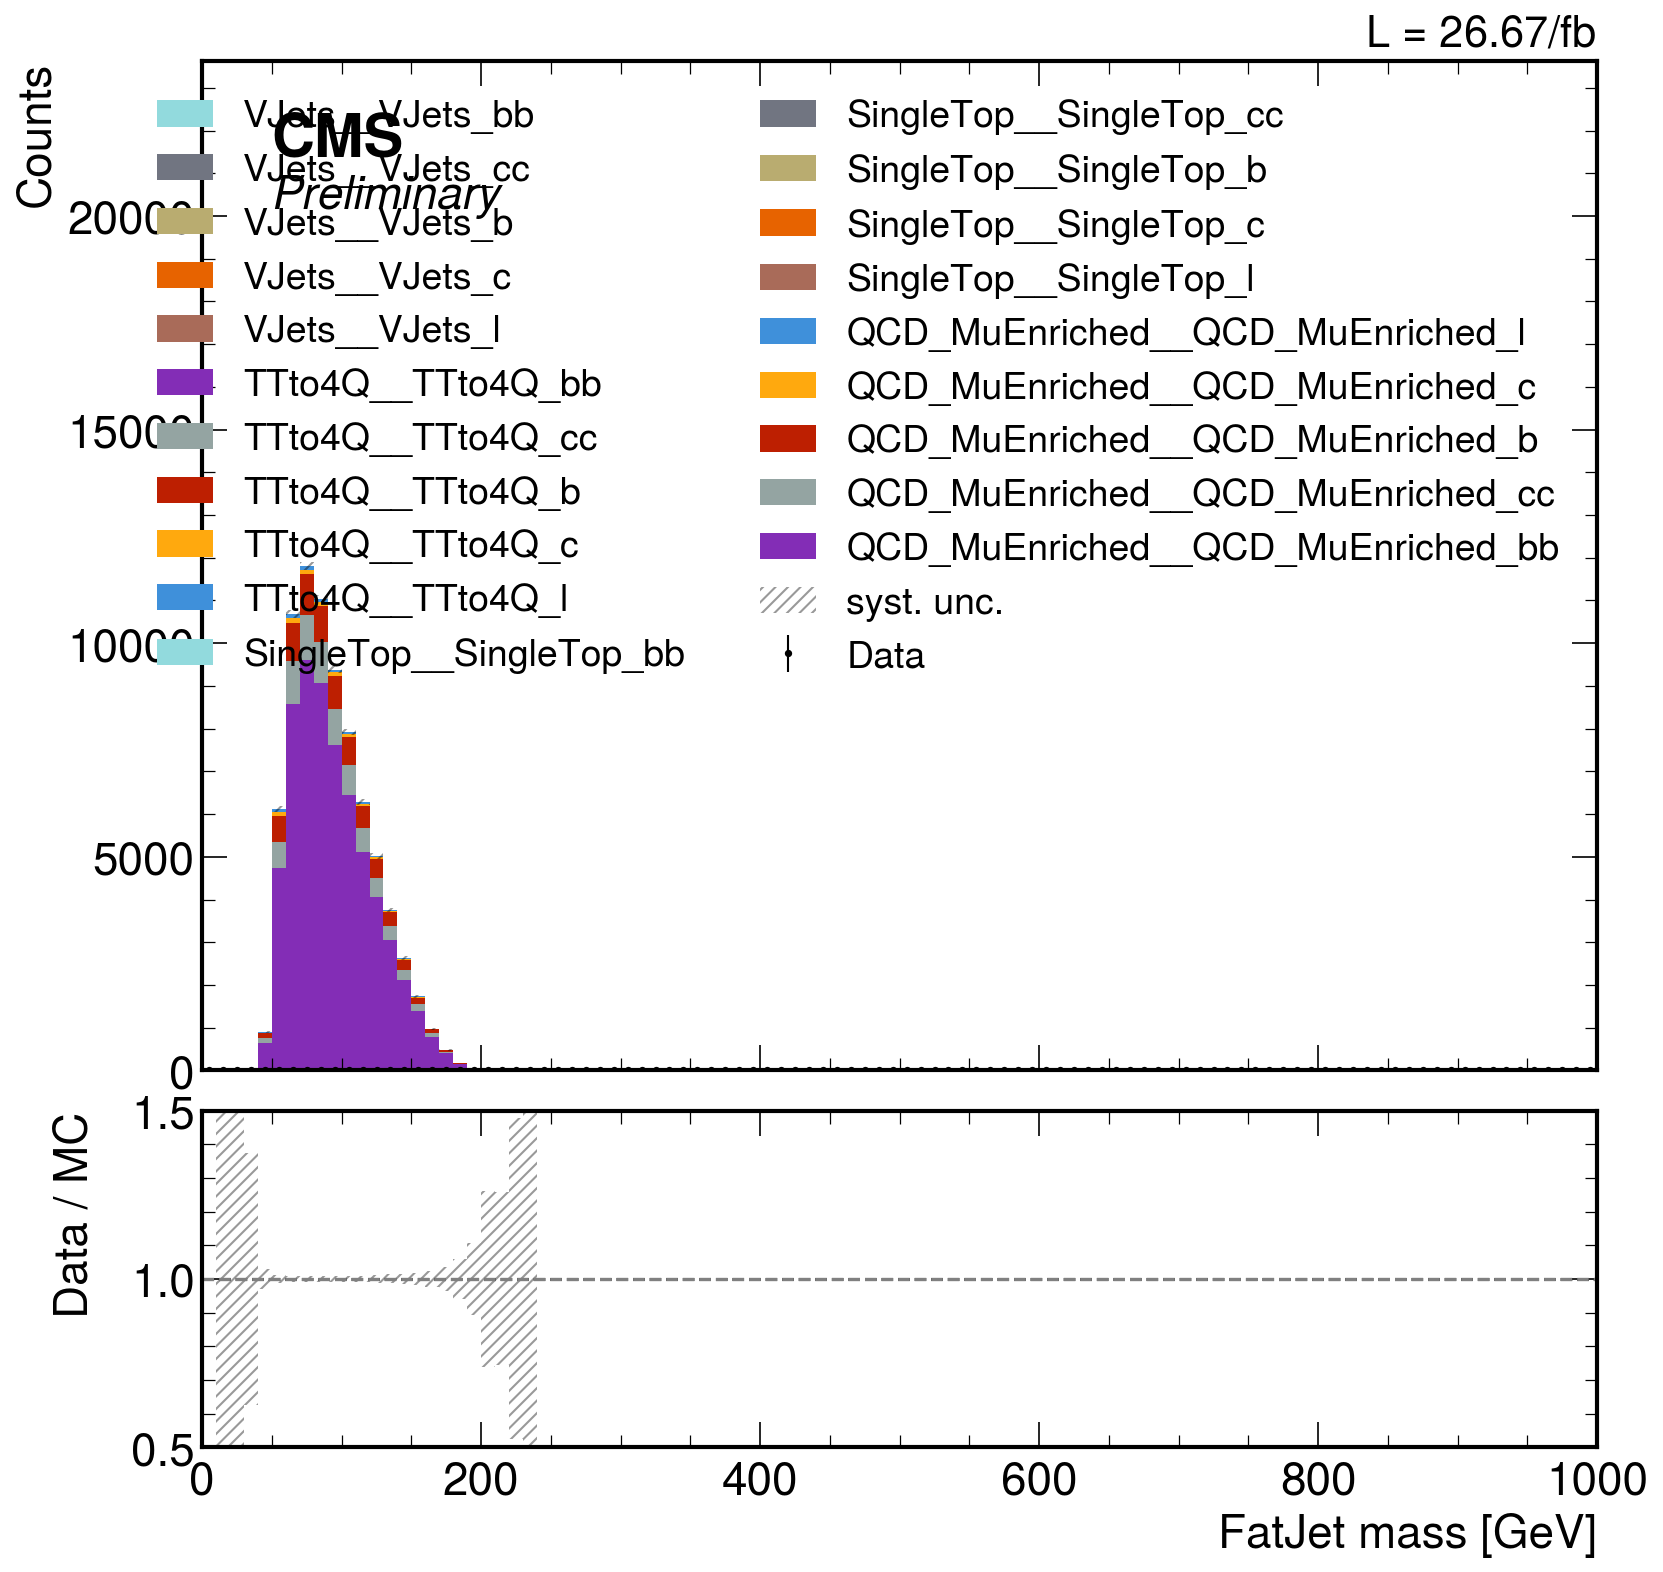 L = 26.67/fb
Counts
CMS
Preliminary
VJets__VJets_bb
VJets__VJets_cc
VJets__VJets_b
VJets__VJets_c
VJets__VJets_l
TTto4Q__TTto4Q_bb
TTto4Q__TTto4Q_cc
TTto4Q__TTto4Q_b
TTto4Q__TTto4Q_c
TTto4Q__TTto4Q_l
SingleTop__SingleTop_bb
SingleTop__SingleTop_cc
SingleTop__SingleTop_b
SingleTop__SingleTop_c
SingleTop__SingleTop_l
QCD_MuEnriched__QCD_MuEnriched_l
QCD_MuEnriched__QCD_MuEnriched_c
QCD_MuEnriched__QCD_MuEnriched_b
QCD_MuEnriched__QCD_MuEnriched_cc
QCD_MuEnriched__QCD_MuEnriched_bb
syst. unc.
Data
20000
15000
10000
5000
0
Data / MC
1.5
1.0
0.5
0 200 400 600 800 1000
FatJet mass [GeV]